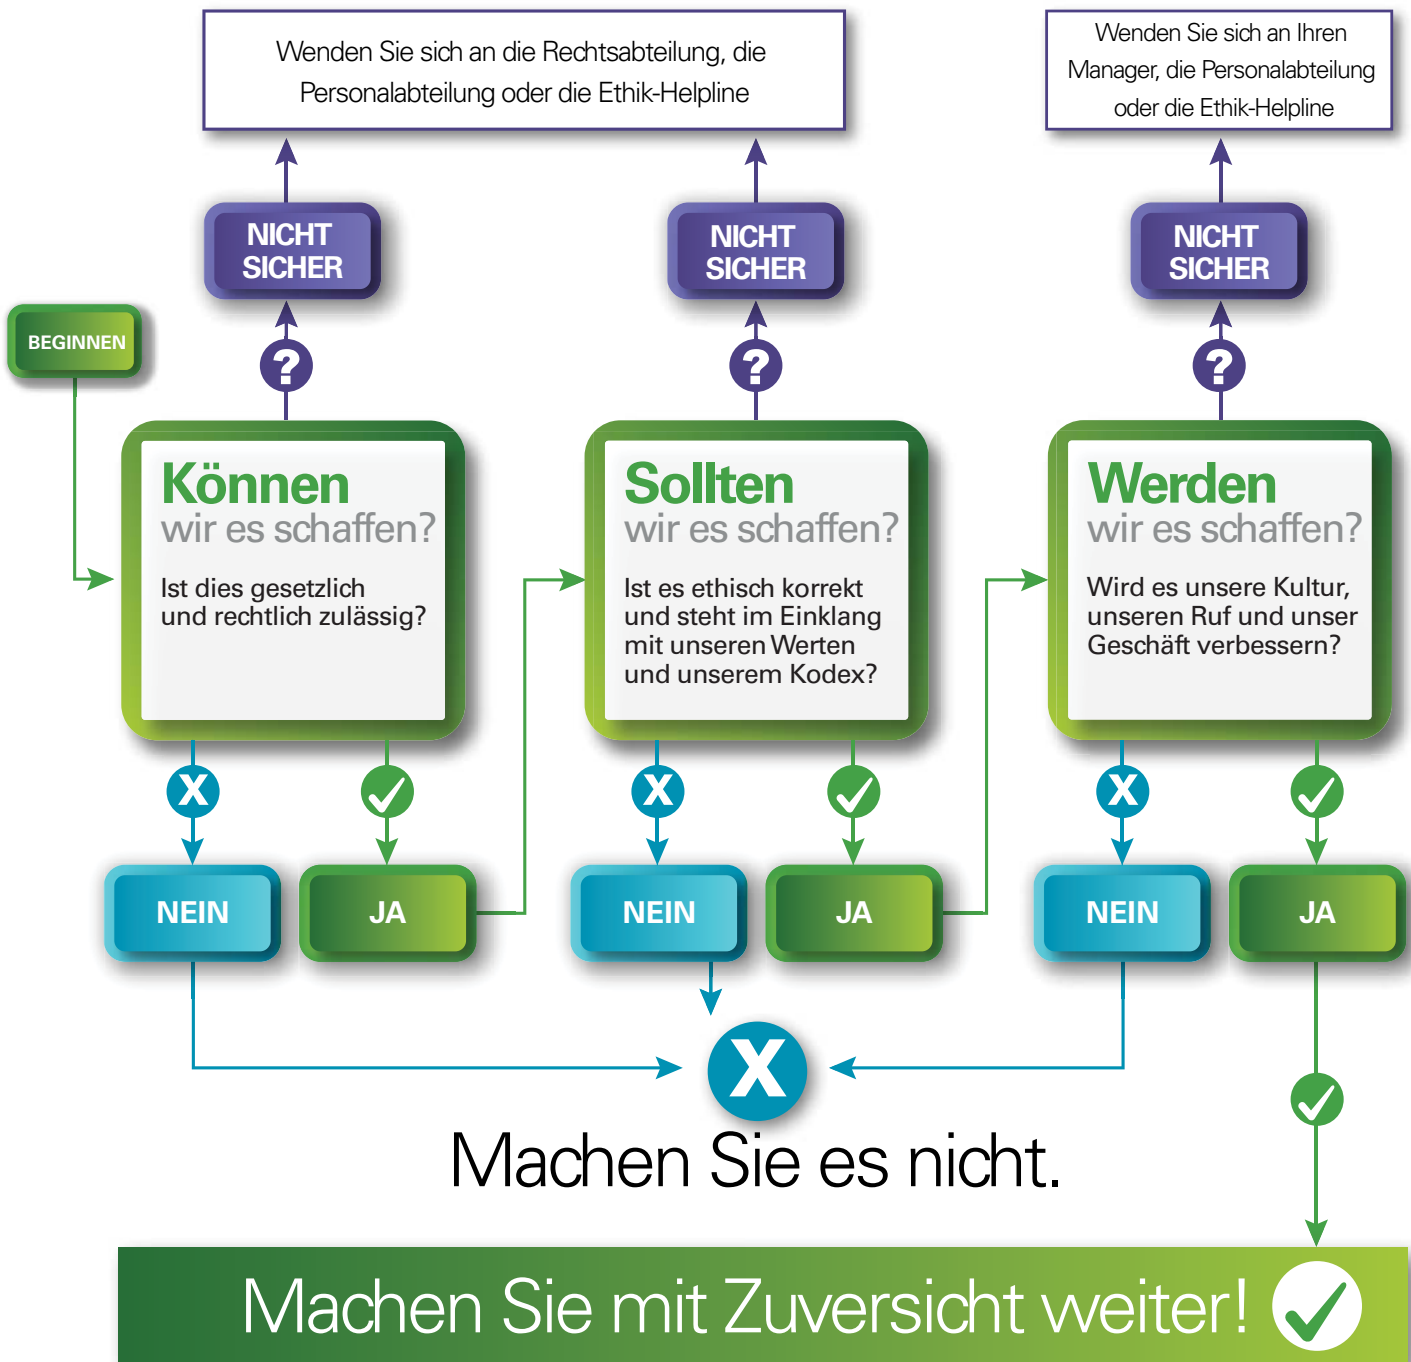 Wenden Sie sich an die Rechtsabteilung, die
Personalabteilung oder die Ethik-Helpline
Wenden Sie sich an Ihren
Manager, die Personalabteilung
oder die Ethik-Helpline
NICHT
SICHER
NICHT
SICHER
NICHT
SICHER
BEGINNEN
?
?
?
Können
wir es schaffen?
Ist dies gesetzlich
und rechtlich zulässig?
Sollten
wir es schaffen?
Ist es ethisch korrekt
und steht im Einklang
mit unseren Werten
und unserem Kodex?
Werden
wir es schaffen?
Wird es unsere Kultur,
unseren Ruf und unser
Geschäft verbessern?
X
X
X
NEIN
JA
NEIN
JA
NEIN
JA
X
Machen Sie es nicht.
Machen Sie mit Zuversicht weiter!